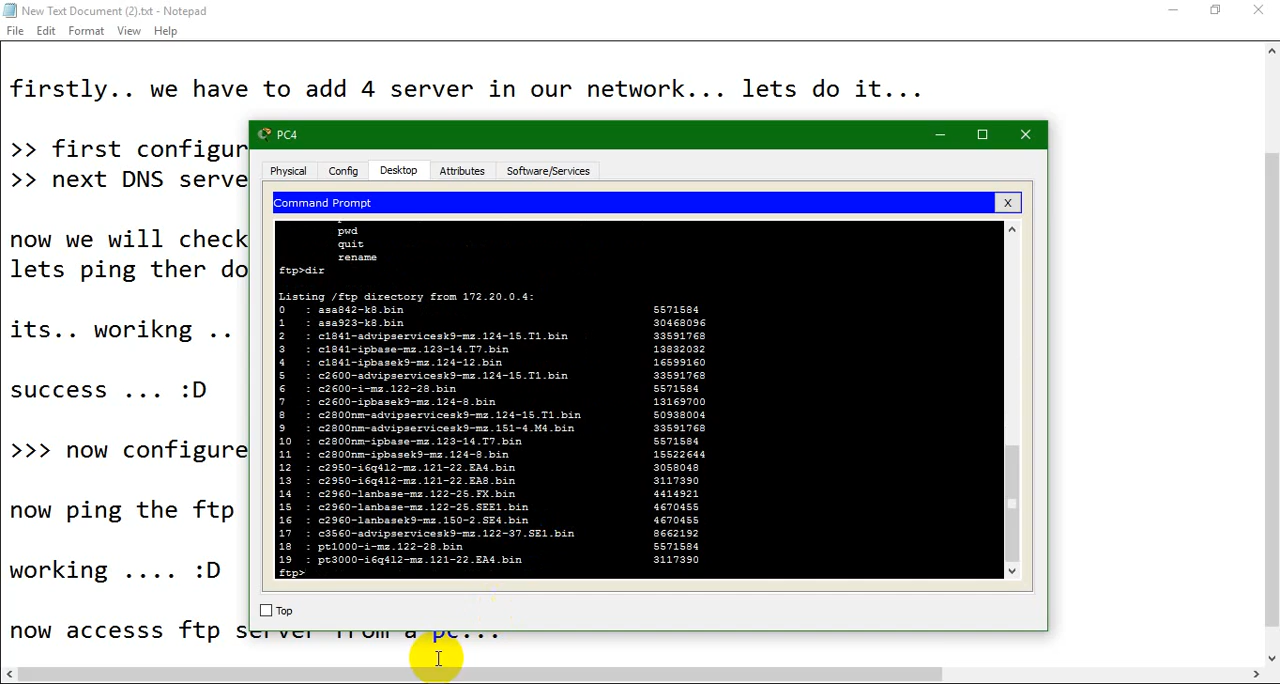 New Text Document (2).txt - Notepad
File Edit Format View Help
firstly.. we have to add 4 server in our network... lets do it...
>> first configur
>> next DNS serve
now we will check
lets ping ther do
its.. worikng ..
success ... :D
>>> now configure
now ping the ftp
working .... :D
now accesss ftp server from a pc...
PC4
Physical Config Desktop Attributes Software/Services
Command Prompt X
pwd
quit
rename
ftp>dir
Listing /ftp directory from 172.20.0.4:
0 : asa842-k8.bin 5571584
1 : asa923-k8.bin 30468096
2 : c1841-advipservicesk9-mz.124-15.T1.bin 33591768
3 : c1841-ipbase-mz.123-14.T7.bin 13832032
4 : c1841-ipbasek9-mz.124-12.bin 16599160
5 : c2600-advipservicesk9-mz.124-15.T1.bin 33591768
6 : c2600-i-mz.122-28.bin 5571584
7 : c2600-ipbasek9-mz.124-8.bin 13169700
8 : c2800nm-advipservicesk9-mz.124-15.T1.bin 50938004
9 : c2800nm-advipservicesk9-mz.151-4.M4.bin 33591768
10 : c2800nm-ipbase-mz.123-14.T7.bin 5571584
11 : c2800nm-ipbasek9-mz.124-8.bin 15522644
12 : c2950-i6q4l2-mz.121-22.EA4.bin 3058048
13 : c2950-i6q4l2-mz.121-22.EA8.bin 3117390
14 : c2960-lanbase-mz.122-25.FX.bin 4414921
15 : c2960-lanbase-mz.122-25.SEE1.bin 4670455
16 : c2960-lanbasek9-mz.150-2.SE4.bin 4670455
17 : c3560-advipservicesk9-mz.122-37.SE1.bin 8662192
18 : pt1000-i-mz.122-28.bin 5571584
19 : pt3000-i6q4l2-mz.121-22.EA4.bin 3117390
ftp>
Top